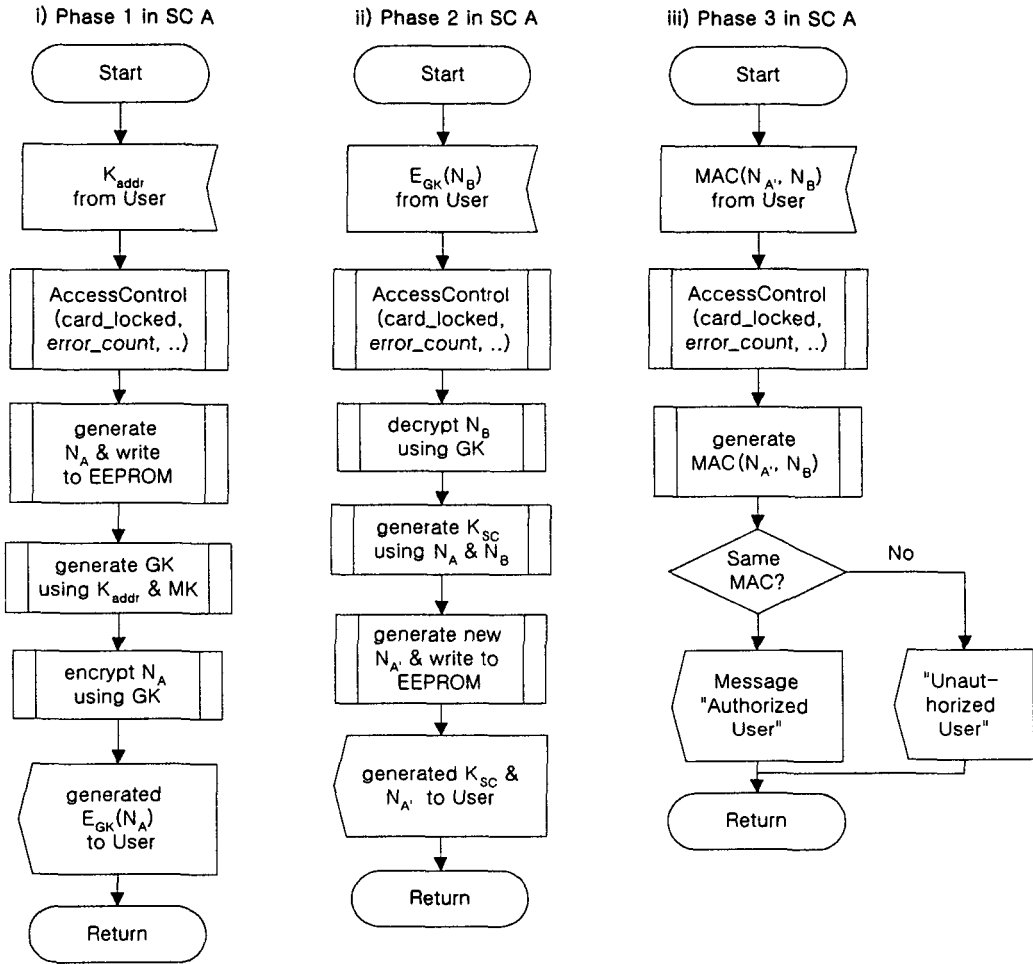 i) Phase 1 in SC A
Start
K_addr
from User
AccessControl
(card_locked,
error_count, ..)
generate
N_A & write
to EEPROM
generate GK
using K_addr & MK
encrypt N_A
using GK
generated
E_GK(N_A)
to User
Return
ii) Phase 2 in SC A
Start
E_GK(N_B)
from User
AccessControl
(card_locked,
error_count, ..)
decrypt N_B
using GK
generate K_SC
using N_A & N_B
generate new
N_A' & write to
EEPROM
generated K_SC &
N_A' to User
Return
iii) Phase 3 in SC A
Start
MAC(N_A', N_B)
from User
AccessControl
(card_locked,
error_count, ..)
generate
MAC(N_A', N_B)
Same
MAC?
No
Message
"Authorized
User"
"Unaut-
horized
User"
Return